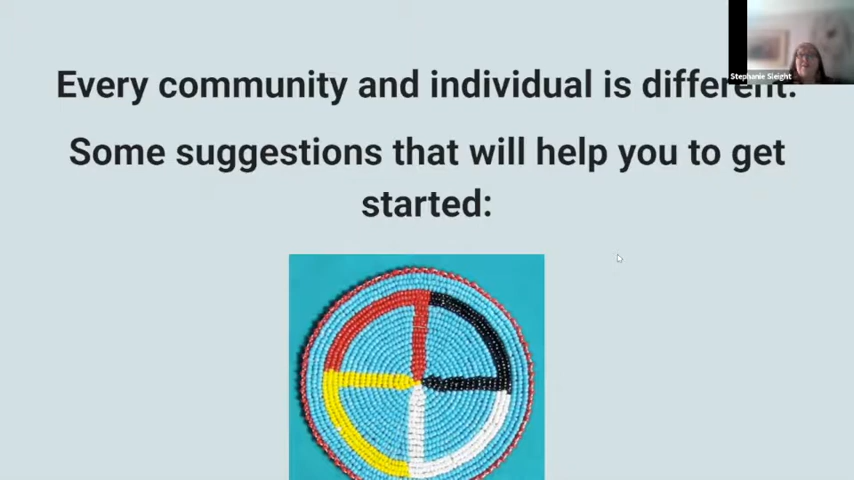 Stephanie Sleight
Every community and individual is different.
Some suggestions that will help you to get
started: